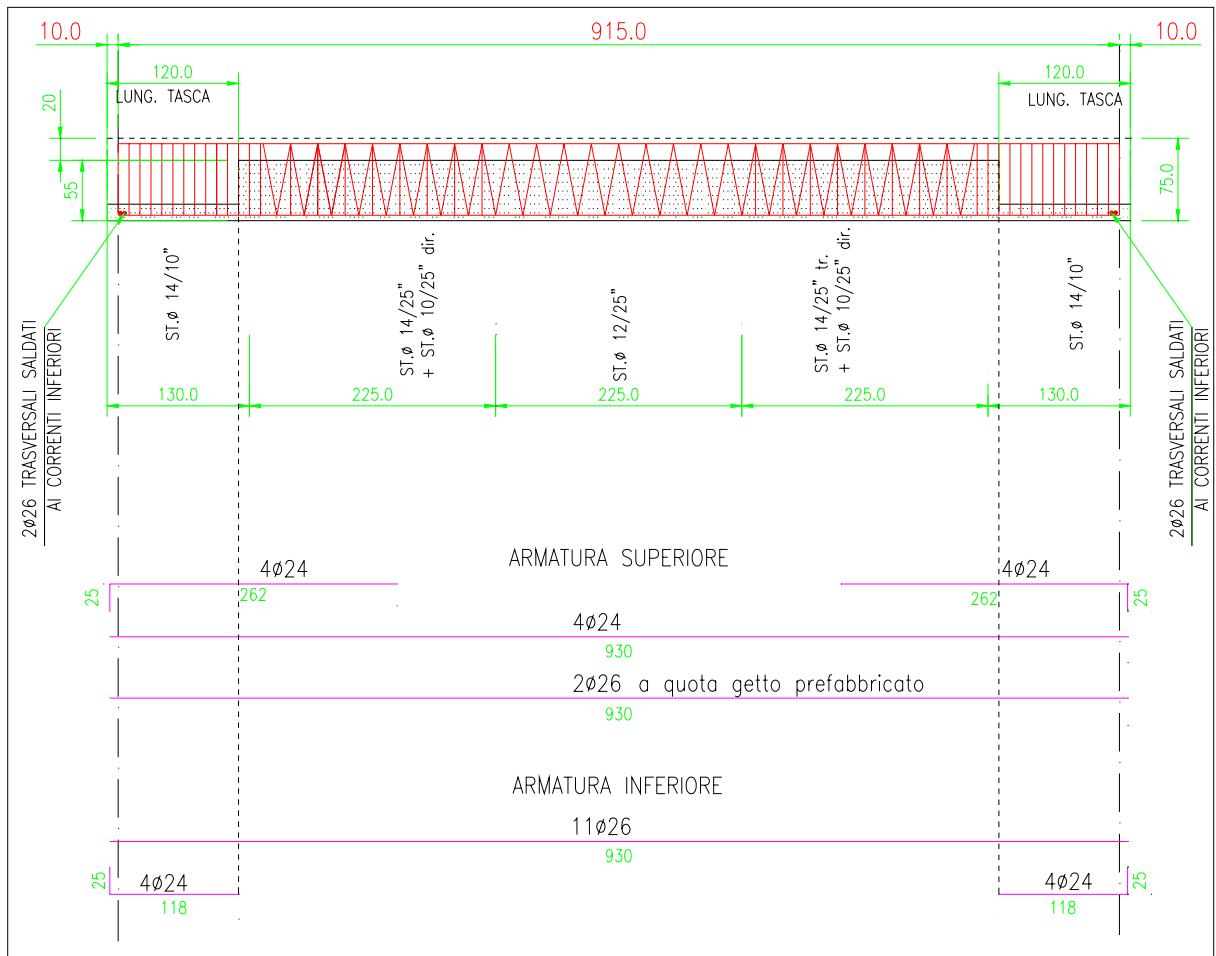 10.0
915.0
10.0
120.0
120.0
LUNG. TASCA
LUNG. TASCA
20
55
75.0
ST.ø 14/10"
ST.ø 14/25"
+ ST.ø 10/25" dir.
ST.ø 12/25"
ST.ø 14/25" tr.
+ ST.ø 10/25" dir.
ST.ø 14/10"
2ø26 TRASVERSALI SALDATI
AI CORRENTI INFERIORI
2ø26 TRASVERSALI SALDATI
AI CORRENTI INFERIORI
130.0
225.0
225.0
225.0
130.0
ARMATURA SUPERIORE
4ø24
4ø24
25
262
262
25
4ø24
930
2ø26 a quota getto prefabbricato
930
ARMATURA INFERIORE
11ø26
930
25
4ø24
4ø24
25
118
118